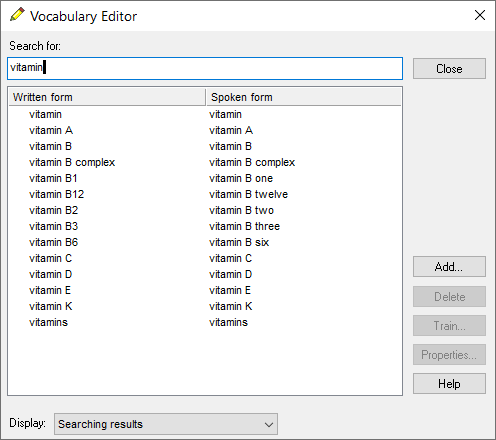 Vocabulary Editor
Search for:
vitamin
Close
Written form Spoken form
vitamin vitamin
vitamin A vitamin A
vitamin B vitamin B
vitamin B complex vitamin B complex
vitamin B1 vitamin B one
vitamin B12 vitamin B twelve
vitamin B2 vitamin B two
vitamin B3 vitamin B three
vitamin B6 vitamin B six
vitamin C vitamin C
vitamin D vitamin D
vitamin E vitamin E
vitamin K vitamin K
vitamins vitamins
Add...
Delete
Train...
Properties...
Help
Display: Searching results